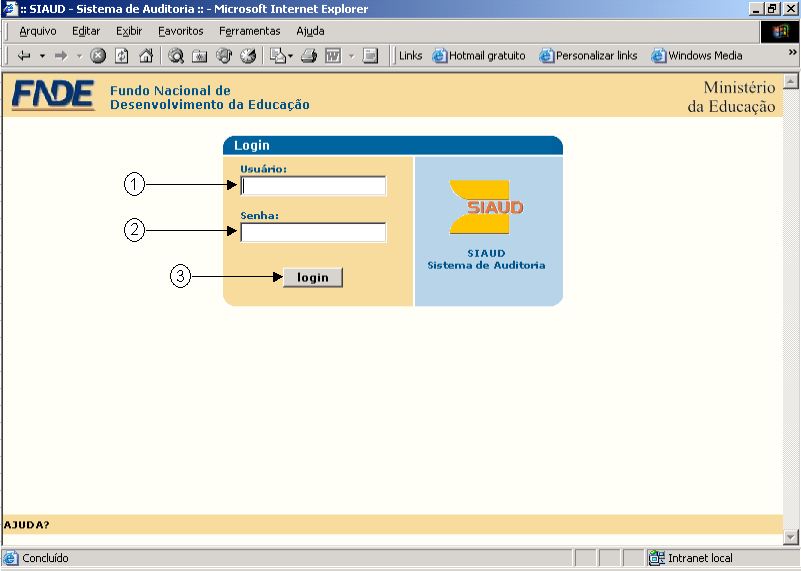 :: SIAUD - Sistema de Auditoria :: - Microsoft Internet Explorer
Arquivo Editar Exibir Favoritos Ferramentas Ajuda
Links Hotmail gratuito Personalizar links Windows Media »
FNDE Fundo Nacional de Desenvolvimento da Educação
Ministério da Educação
Login
Usuário:
1
Senha:
2
3 login
SIAUD
SIAUD
Sistema de Auditoria
AJUDA?
Concluído Intranet local